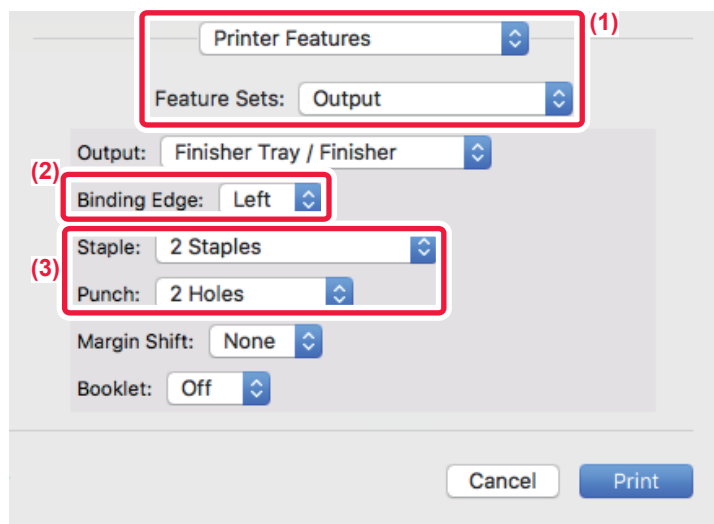 (1)
Printer Features
Feature Sets: Output
Output: Finisher Tray / Finisher
(2)
Binding Edge: Left
Staple: 2 Staples
(3)
Punch: 2 Holes
Margin Shift: None
Booklet: Off
Cancel Print